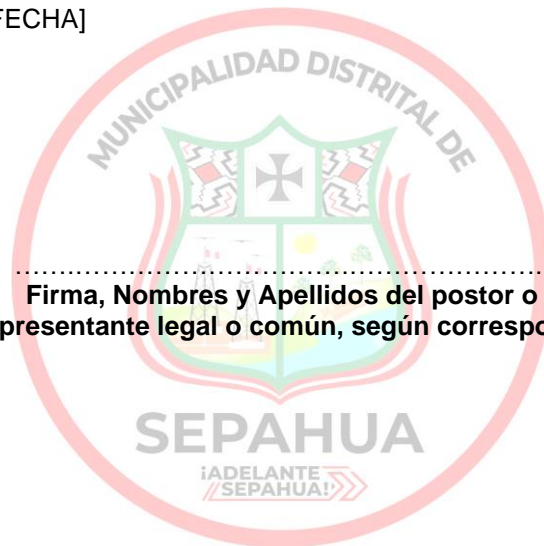 FECHA]
MUNICIPALIDAD DISTRITAL DE
……………………………………………………
Firma, Nombres y Apellidos del postor o
presentante legal o común, según correspo
SEPAHUA
¡ADELANTE
SEPAHUA!